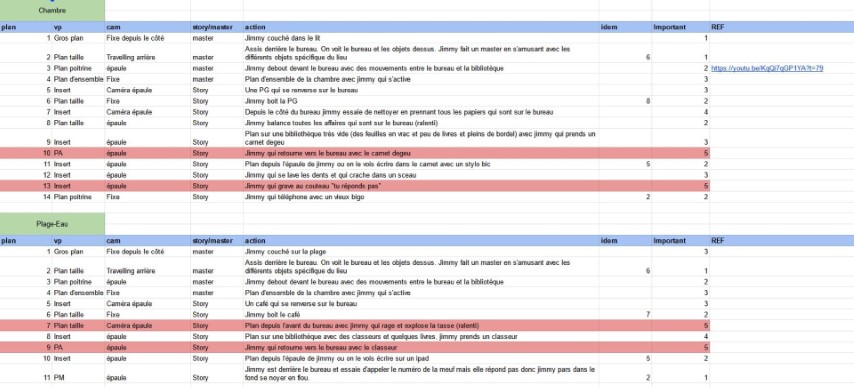 Chambre
plan vp cam story/master action idem Important REF
1 Gros plan Fixe depuis le côté master Jimmy couché dans le lit 1
Assis derrière le bureau. On voit le bureau et les objets dessus. Jimmy fait un master en s'amusant avec les
2 Plan taille Travelling arrière master différents objets spécifique du lieu 6 1
3 Plan poitrine épaule master Jimmy debout devant le bureau avec des mouvements entre le bureau et la bibliothèque 2 https://youtu.be/KqQi7qGP1YA?t=79
4 Plan d'ensemble Fixe master Plan d'ensemble de la chambre avec jimmy qui s'active 3
5 Insert Caméra épaule Story Une PG qui se renverse sur le bureau 3
6 Plan taille Fixe Story Jimmy boit la PG 8 2
7 Insert Caméra épaule Story Depuis le côté du bureau jimmy essaie de nettoyer en prennant tous les papiers qui sont sur le bureau 4
8 Plan taille épaule Story Jimmy balance toutes les affaires qui sont sur le bureau (ralenti) 2
Plan sur une bibliothèque très vide (des feuilles en vrac et peu de livres et pleins de bordel) avec jimmy qui prends un
9 Insert épaule Story carnet degeu 3
10 PA épaule Story Jimmy qui retourne vers le bureau avec le carnet degeu 5
11 Insert épaule Story Plan depuis l'épaule de jimmy ou on le vois écrire dans le carnet avec un stylo bic 5 2
12 Insert épaule Story Jimmy qui se lave les dents et qui crache dans un sceau 3
13 Insert épaule Story Jimmy qui grave au couteau "tu réponds pas" 5
14 Plan poitrine Fixe Story Jimmy qui téléphone avec un vieux bigo 2 2
Plage-Eau
plan vp cam story/master action idem Important REF
1 Gros plan Fixe depuis le côté master Jimmy couché sur la plage 3
Assis derrière le bureau. On voit le bureau et les objets dessus. Jimmy fait un master en s'amusant avec les
2 Plan taille Travelling arrière master différents objets spécifique du lieu 6 1
3 Plan poitrine épaule master Jimmy debout devant le bureau avec des mouvements entre le bureau et la bibliothèque 2
4 Plan d'ensemble Fixe master Plan d'ensemble de la chambre avec jimmy qui s'active 3
5 Insert Caméra épaule Story Un café qui se renverse sur le bureau 3
6 Plan taille Fixe Story Jimmy boit le café 7 2
7 Plan taille Caméra épaule Story Plan depuis l'avant du bureau avec jimmy qui rage et explose la tasse (ralenti) 5
8 Insert épaule Story Plan sur une bibliothèque avec des classeurs et quelques livres, jimmy prends un classeur 4
9 PA épaule Story Jimmy qui retourne vers le bureau avec le classeur 5
10 Insert épaule Story Plan depuis l'épaule de jimmy ou on le vois écrire sur un ipad 5 2
Jimmy est derrière le bureau et essaie d'appeler le numéro de la meuf mais elle répond pas donc jimmy pars dans le
11 PM épaule Story fond se noyer en flou. 2 1